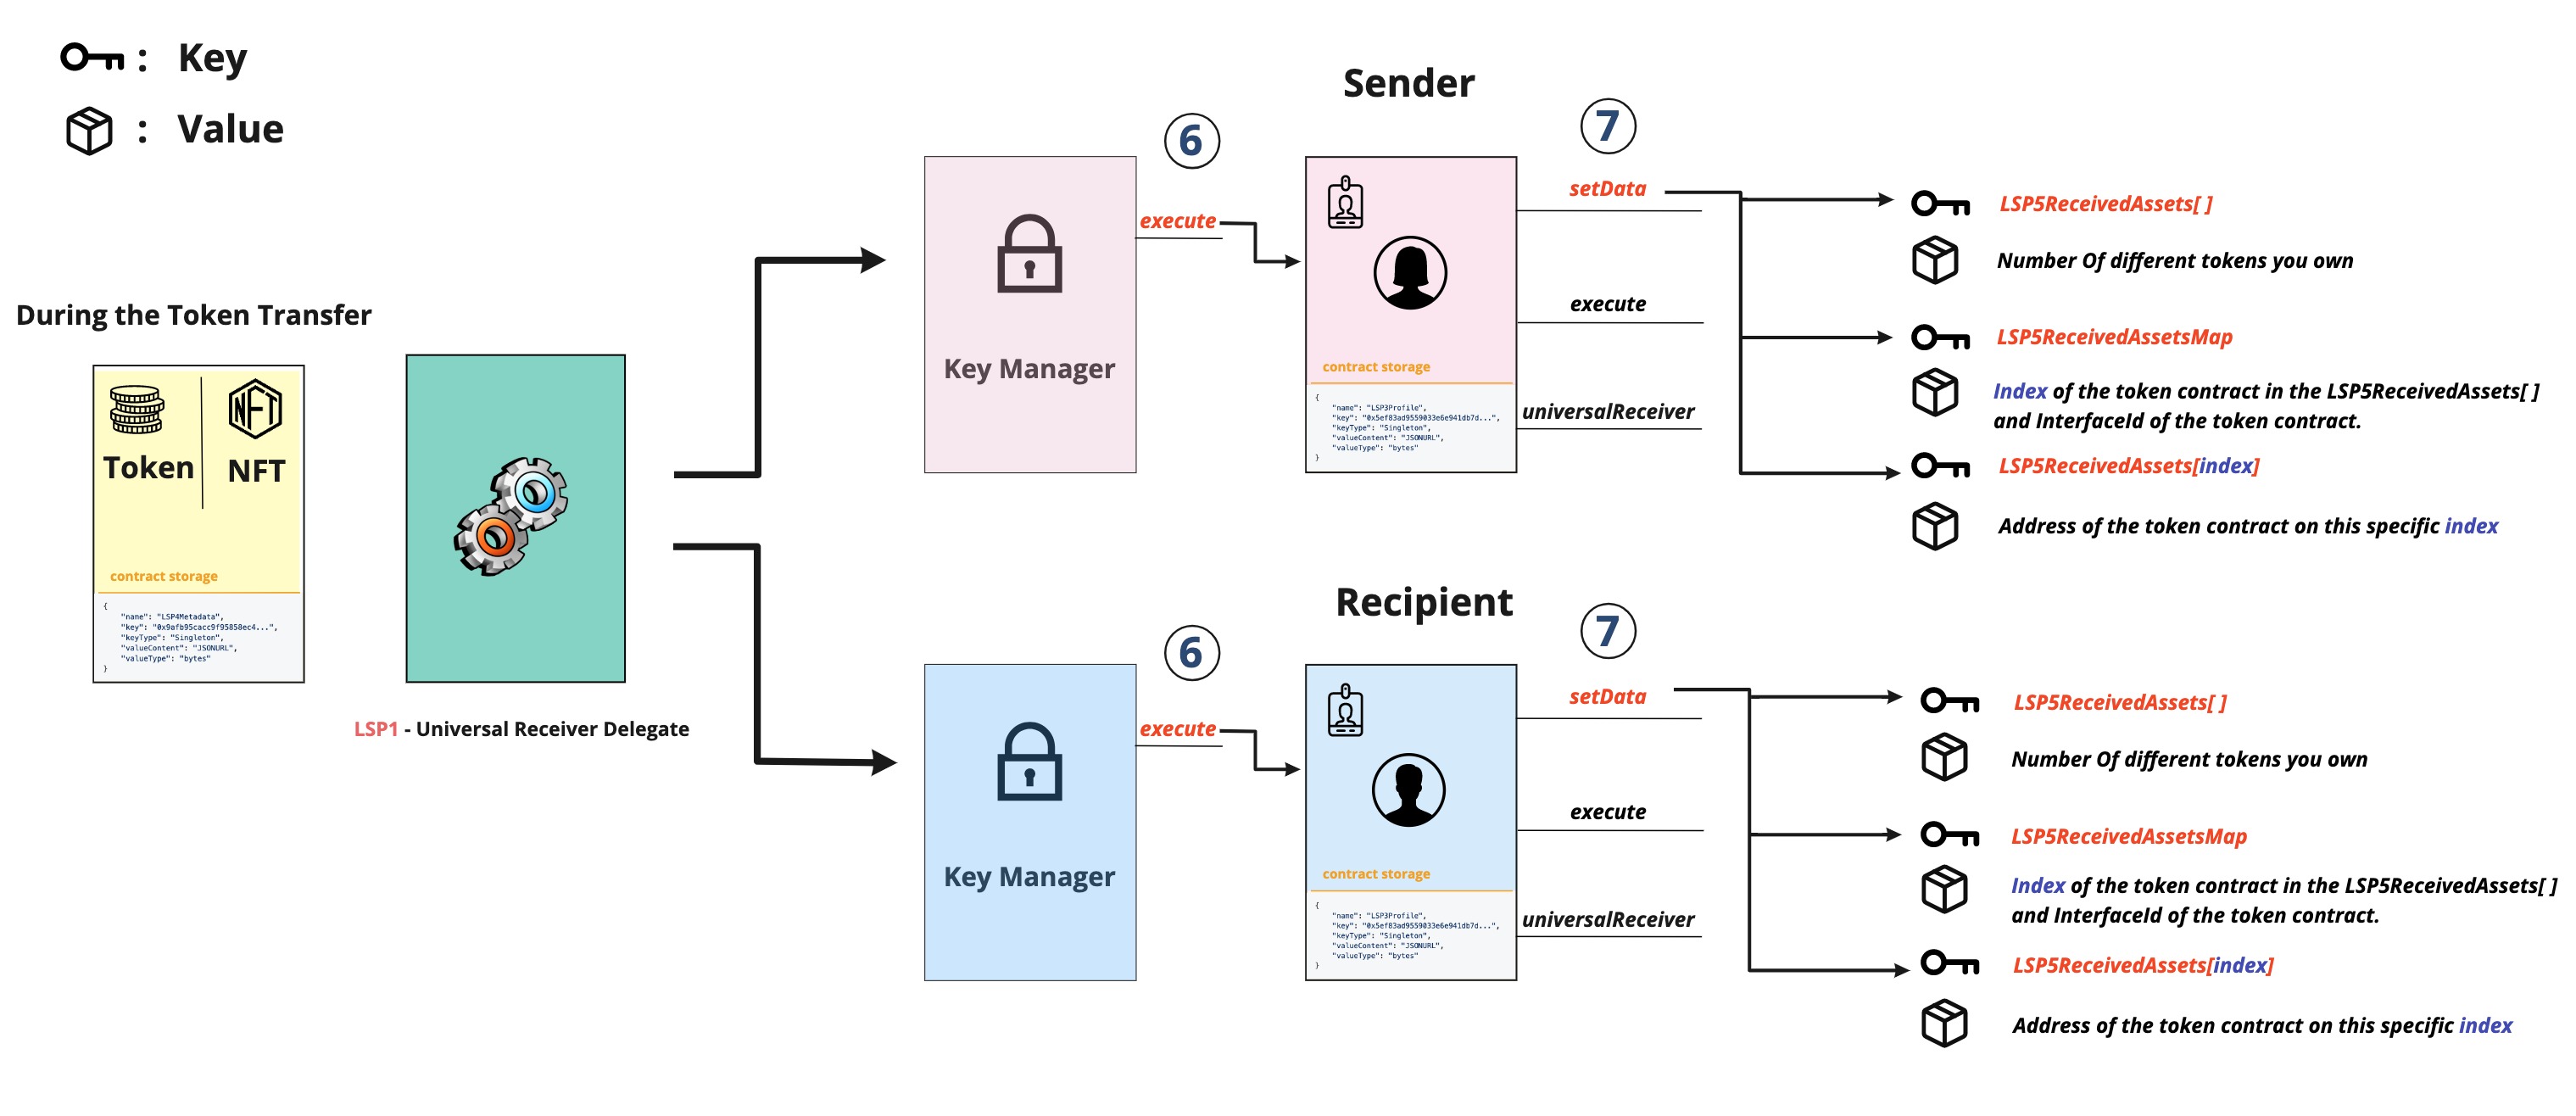 : Key
: Value
During the Token Transfer
Token
NFT
contract storage
{
"name": "LSP4Metadata",
"key": "0x9afb95cacc9f95858ec4...",
"keyType": "Singleton",
"valueContent": "JSONURL",
"valueType": "bytes"
}
LSP1 - Universal Receiver Delegate
Sender
6
7
Key Manager
execute
contract storage
{
"name": "LSP3Profile",
"key": "0x5ef83ad9559033e6e941db7d...",
"keyType": "Singleton",
"valueContent": "JSONURL",
"valueType": "bytes"
}
setData
execute
universalReceiver
LSP5ReceivedAssets[ ]
Number Of different tokens you own
LSP5ReceivedAssetsMap
Index of the token contract in the LSP5ReceivedAssets[ ]
and InterfaceId of the token contract.
LSP5ReceivedAssets[index]
Address of the token contract on this specific index
Recipient
6
7
Key Manager
execute
contract storage
{
"name": "LSP3Profile",
"key": "0x5ef83ad9559033e6e941db7d...",
"keyType": "Singleton",
"valueContent": "JSONURL",
"valueType": "bytes"
}
setData
execute
universalReceiver
LSP5ReceivedAssets[ ]
Number Of different tokens you own
LSP5ReceivedAssetsMap
Index of the token contract in the LSP5ReceivedAssets[ ]
and InterfaceId of the token contract.
LSP5ReceivedAssets[index]
Address of the token contract on this specific index